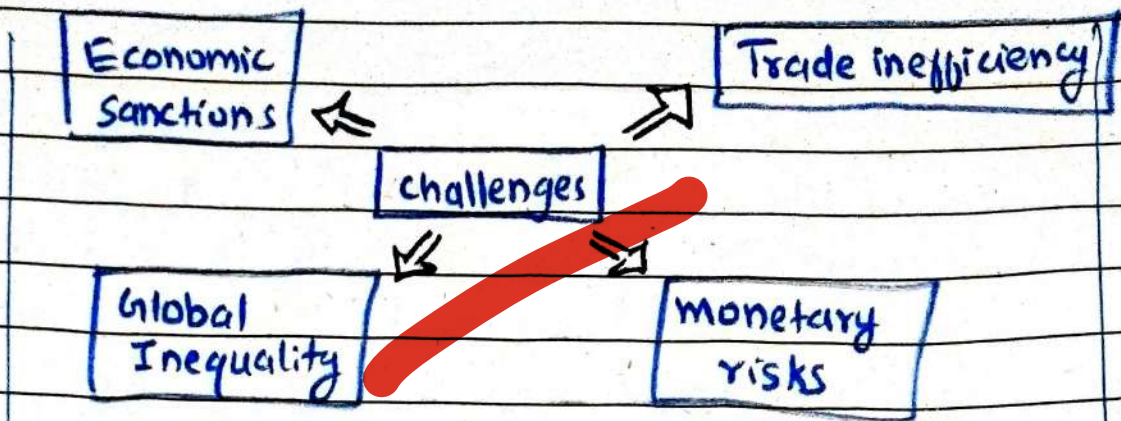 Economic
sanctions
Trade inefficiency
challenges
Global
Inequality
monetary
risks